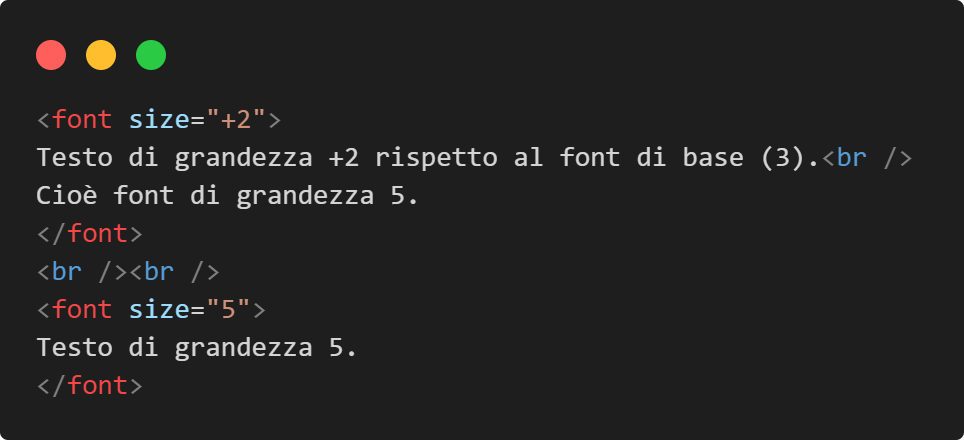 <font size="+2">
Testo di grandezza +2 rispetto al font di base (3).<br />
Cioè font di grandezza 5.
</font>
<br /><br />
<font size="5">
Testo di grandezza 5.
</font>